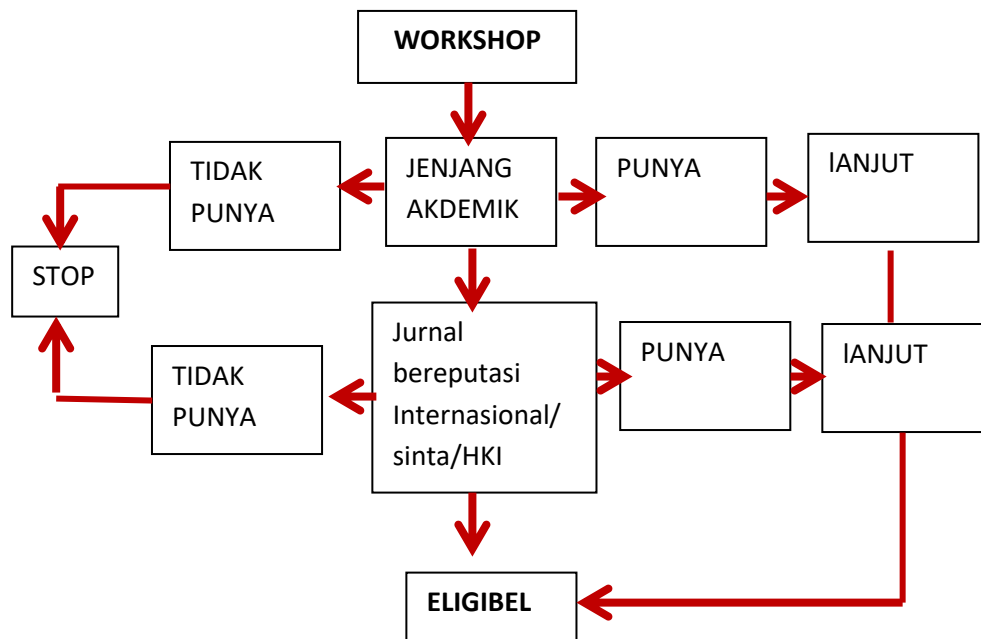 WORKSHOP
TIDAK
PUNYA
JENJANG
AKDEMIK
PUNYA
lANJUT
STOP
TIDAK
PUNYA
Jurnal
bereputasi
Internasional/
sinta/HKI
PUNYA
lANJUT
ELIGIBEL